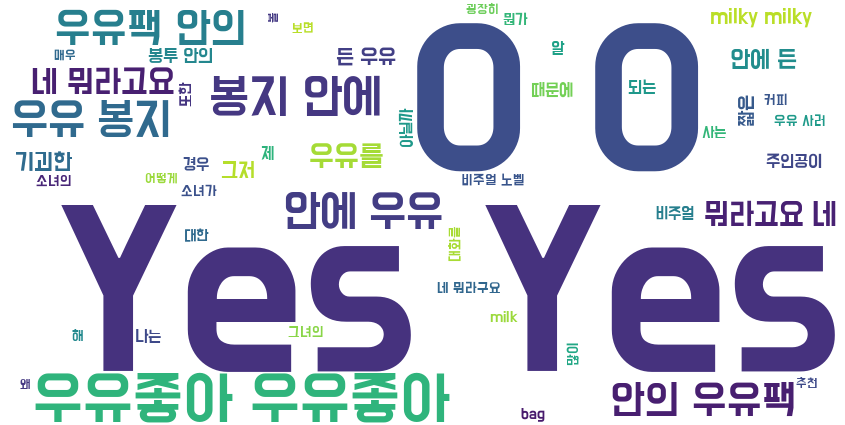 우유팩 안의
매우
봉투 안의
네 뭐라고요
또한
우유 봉지
기괴한
소녀의
보면
든 우유
봉지 안에
아닐까
경우
그저
제
우유를
어떻게
소녀가
굉장히
뭔가
알
O O
때문에
되는
비주얼 노벨
milky milky
안에 든
짧은
커피
우유 사러
사는
주인공이
안에 우유
비주얼
뭐라고요 네
대한
대화를
네 뭐라구요
Yes Yes
milk
그녀의
해
나는
많이
왜
우유좋아 우유좋아
bag
안의 우유팩
추천